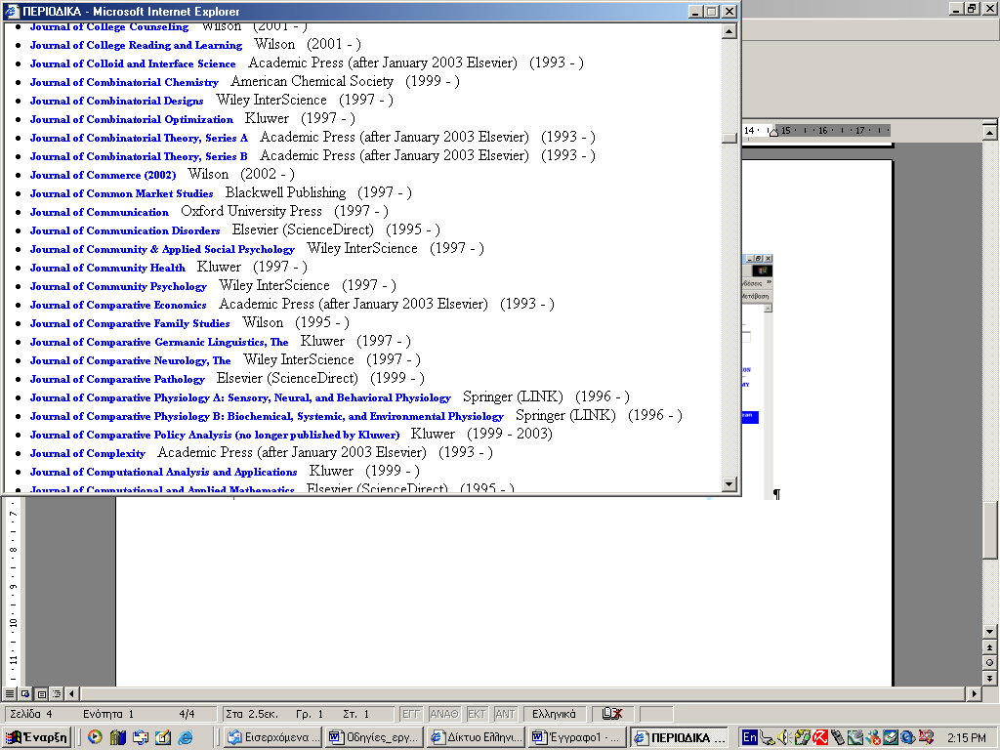 ΠΕΡΙΟΔΙΚΑ - Microsoft Internet Explorer
Journal of College Counseling Wilson (2001 - )
Journal of College Reading and Learning Wilson (2001 - )
Journal of Colloid and Interface Science Academic Press (after January 2003 Elsevier) (1993 - )
Journal of Combinatorial Chemistry American Chemical Society (1999 - )
Journal of Combinatorial Designs Wiley InterScience (1997 - )
Journal of Combinatorial Optimization Kluwer (1997 - )
Journal of Combinatorial Theory, Series A Academic Press (after January 2003 Elsevier) (1993 - )
Journal of Combinatorial Theory, Series B Academic Press (after January 2003 Elsevier) (1993 - )
Journal of Commerce (2002) Wilson (2002 - )
Journal of Common Market Studies Blackwell Publishing (1997 - )
Journal of Communication Oxford University Press (1997 - )
Journal of Communication Disorders Elsevier (ScienceDirect) (1995 - )
Journal of Community & Applied Social Psychology Wiley InterScience (1997 - )
Journal of Community Health Kluwer (1997 - )
Journal of Community Psychology Wiley InterScience (1997 - )
Journal of Comparative Economics Academic Press (after January 2003 Elsevier) (1993 - )
Journal of Comparative Family Studies Wilson (1995 - )
Journal of Comparative Germanic Linguistics, The Kluwer (1997 - )
Journal of Comparative Neurology, The Wiley InterScience (1997 - )
Journal of Comparative Pathology Elsevier (ScienceDirect) (1999 - )
Journal of Comparative Physiology A: Sensory, Neural, and Behavioral Physiology Springer (LINK) (1996 - )
Journal of Comparative Physiology B: Biochemical, Systemic, and Environmental Physiology Springer (LINK) (1996 - )
Journal of Comparative Policy Analysis (no longer published by Kluwer) Kluwer (1999 - 2003)
Journal of Complexity Academic Press (after January 2003 Elsevier) (1993 - )
Journal of Computational Analysis and Applications Kluwer (1999 - )
Journal of Computational and Applied Mathematics Elsevier (ScienceDirect) (1995 - )
14 15 16 17
Μετάβαση
¶
7
8
9
10
11
Σελίδα 4 Ενότητα 1 4/4 Στα 2.5εκ. Γρ. 1 Στ. 1 ΕΓΓ ΑΝΑΘ ΕΚΤ ΑΝΤ Ελληνικά
Έναρξη Εισερχόμενα ... Οδηγίες_εργ... Δίκτυο Ελληνι... Έγγραφο1 - ... ΠΕΡΙΟΔΙΚΑ ... En 2:15 PM